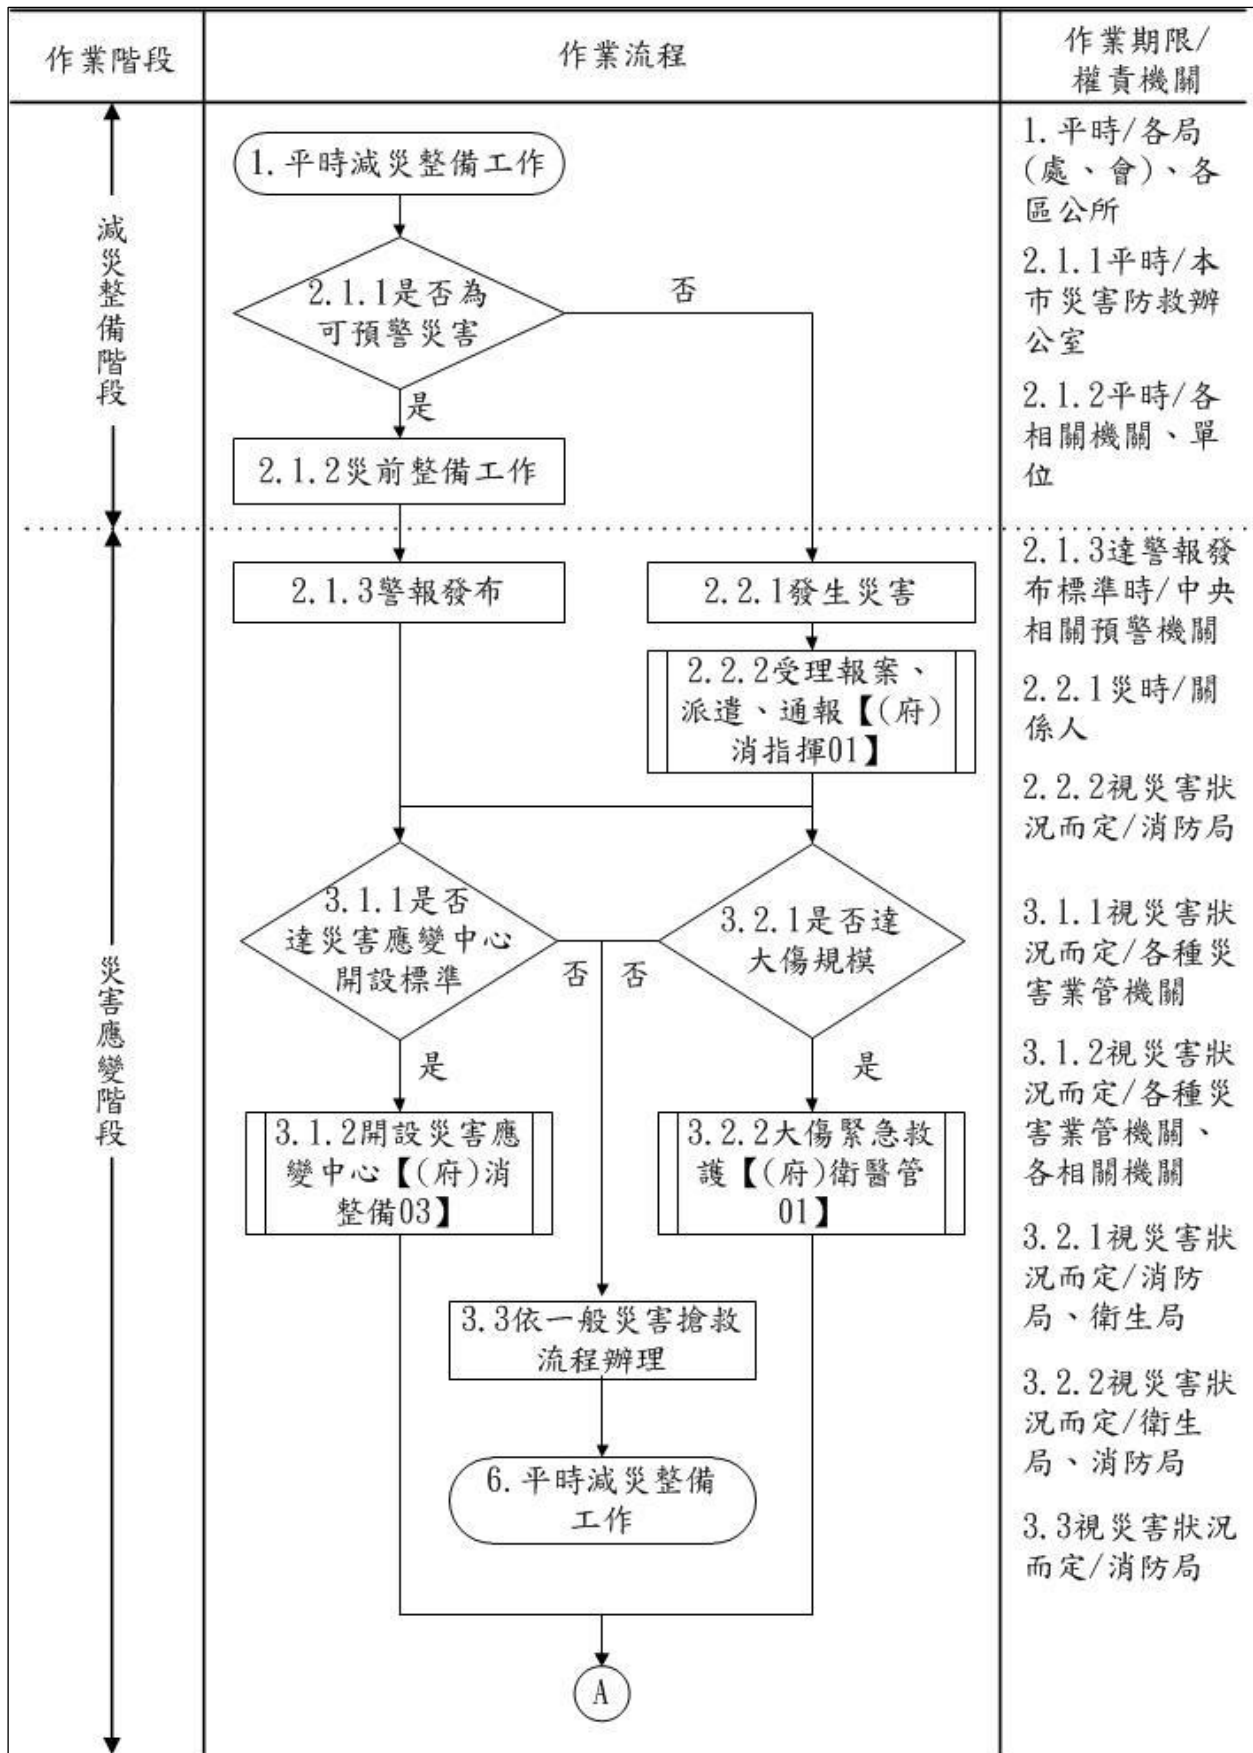 作業階段
作業流程
作業期限/
權責機關
減災整備階段
1.平時減災整備工作
2.1.1是否為
可預警災害
否
是
2.1.2災前整備工作
1.平時/各局
(處、會)、各
區公所
2.1.1平時/本
市災害防救辦
公室
2.1.2平時/各
相關機關、單
位
災害應變階段
2.1.3警報發布
2.2.1發生災害
2.2.2受理報案、
派遣、通報【(府)
消指揮01】
3.1.1是否
達災害應變中心
開設標準
3.2.1是否達
大傷規模
否
否
是
是
3.1.2開設災害應
變中心【(府)消
整備03】
3.2.2大傷緊急救
護【(府)衛醫管
01】
3.3依一般災害搶救
流程辦理
6.平時減災整備
工作
A
2.1.3達警報發
布標準時/中央
相關預警機關
2.2.1災時/關
係人
2.2.2視災害狀
況而定/消防局
3.1.1視災害狀
況而定/各種災
害業管機關
3.1.2視災害狀
況而定/各種災
害業管機關、
各相關機關
3.2.1視災害狀
況而定/消防
局、衛生局
3.2.2視災害狀
況而定/衛生
局、消防局
3.3視災害狀況
而定/消防局